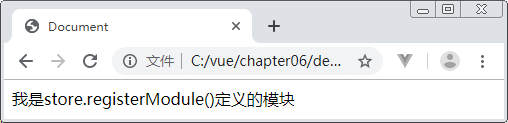 Document
文件 C:/vue/chapter06/de...
我是store.registerModule()定义的模块